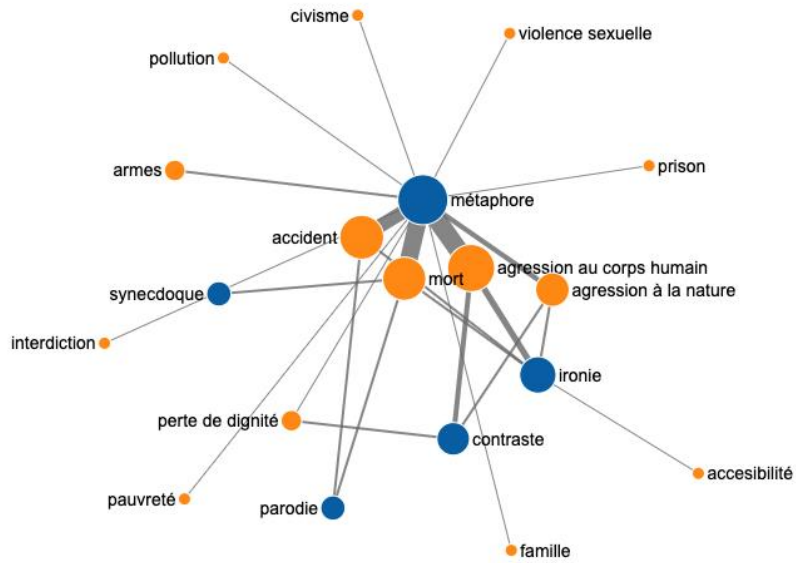 civisme
violence sexuelle
pollution
armes
prison
métaphore
accident
agression au corps humain
mort
agression à la nature
synecdoque
interdiction
ironie
perte de dignité
contraste
accesibilité
pauvreté
parodie
famille